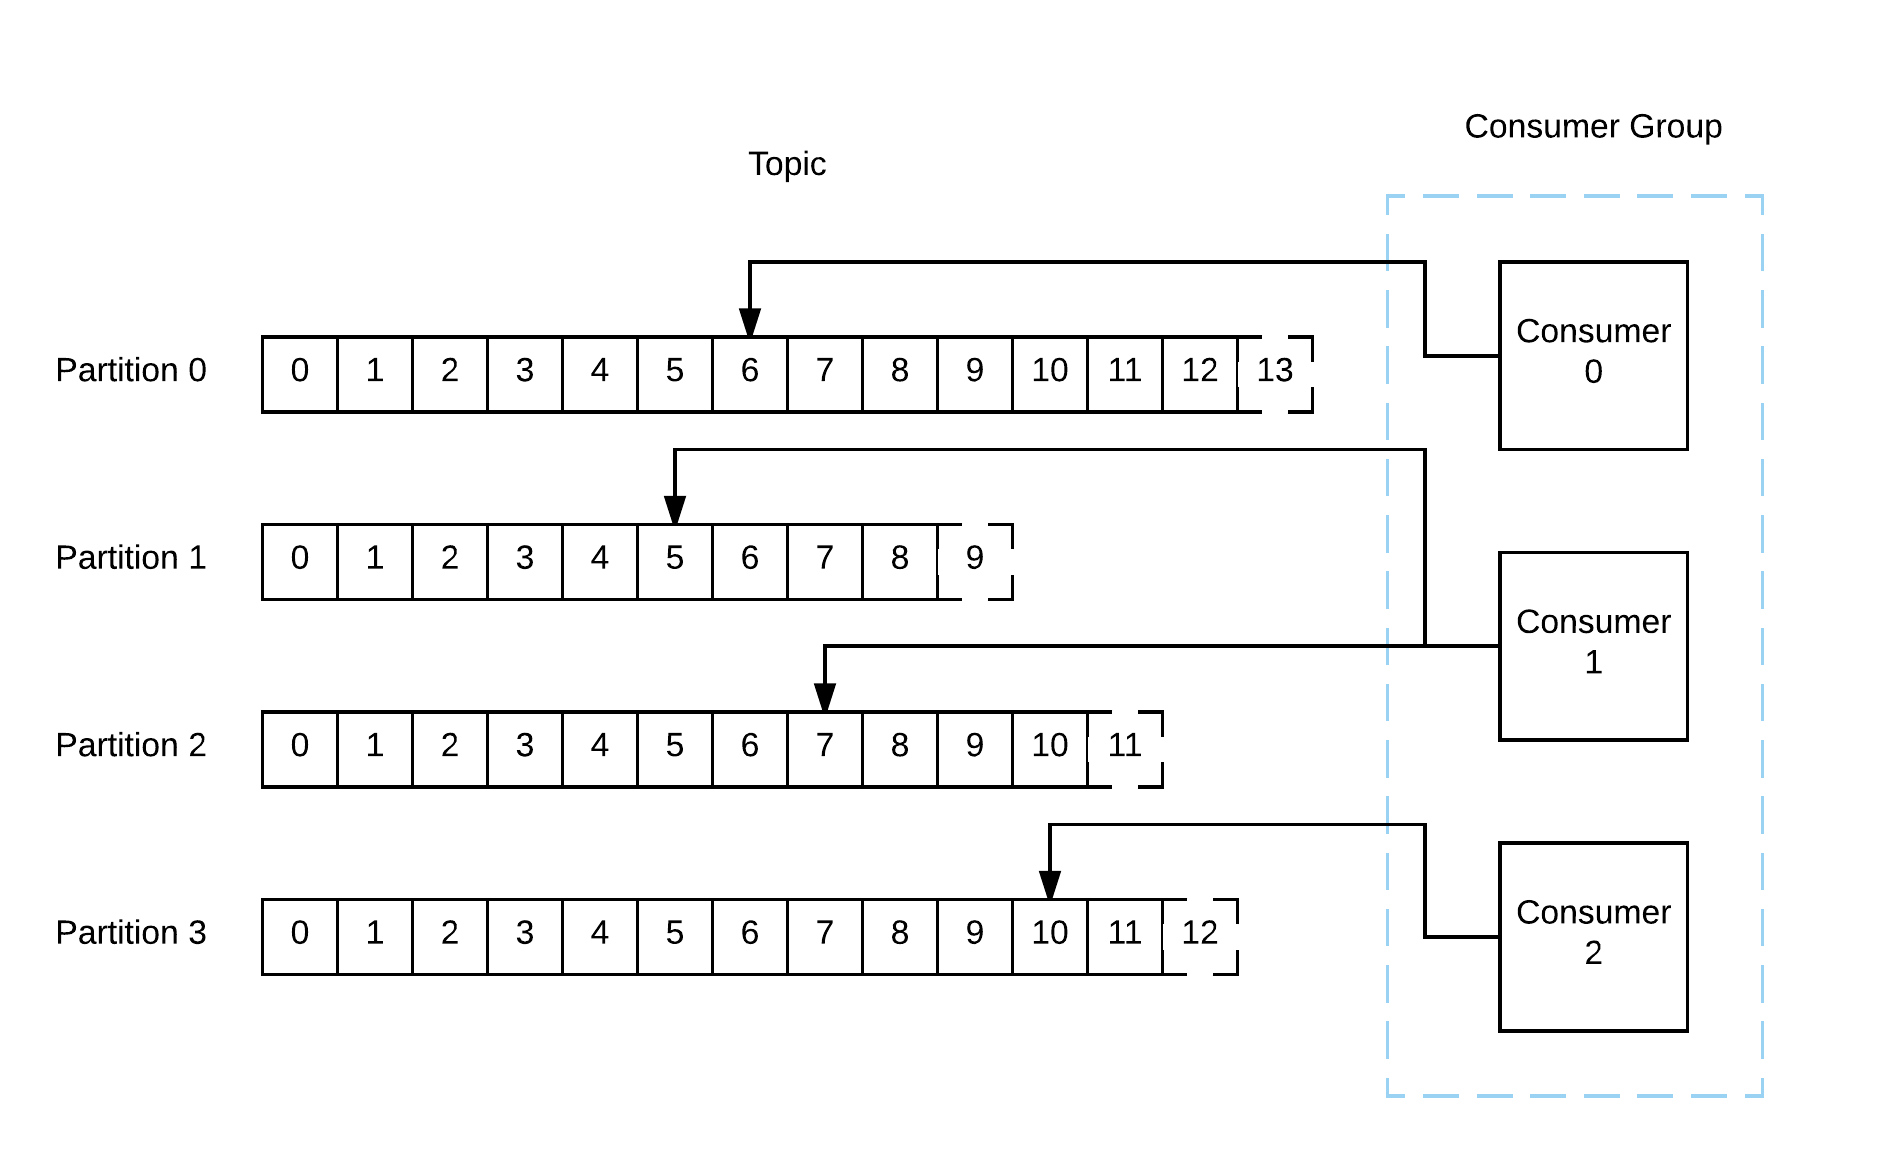 Consumer Group
Topic
Partition 0
0 1 2 3 4 5 6 7 8 9 10 11 12 13
Consumer
0
Partition 1
0 1 2 3 4 5 6 7 8 9
Consumer
1
Partition 2
0 1 2 3 4 5 6 7 8 9 10 11
Partition 3
0 1 2 3 4 5 6 7 8 9 10 11 12
Consumer
2